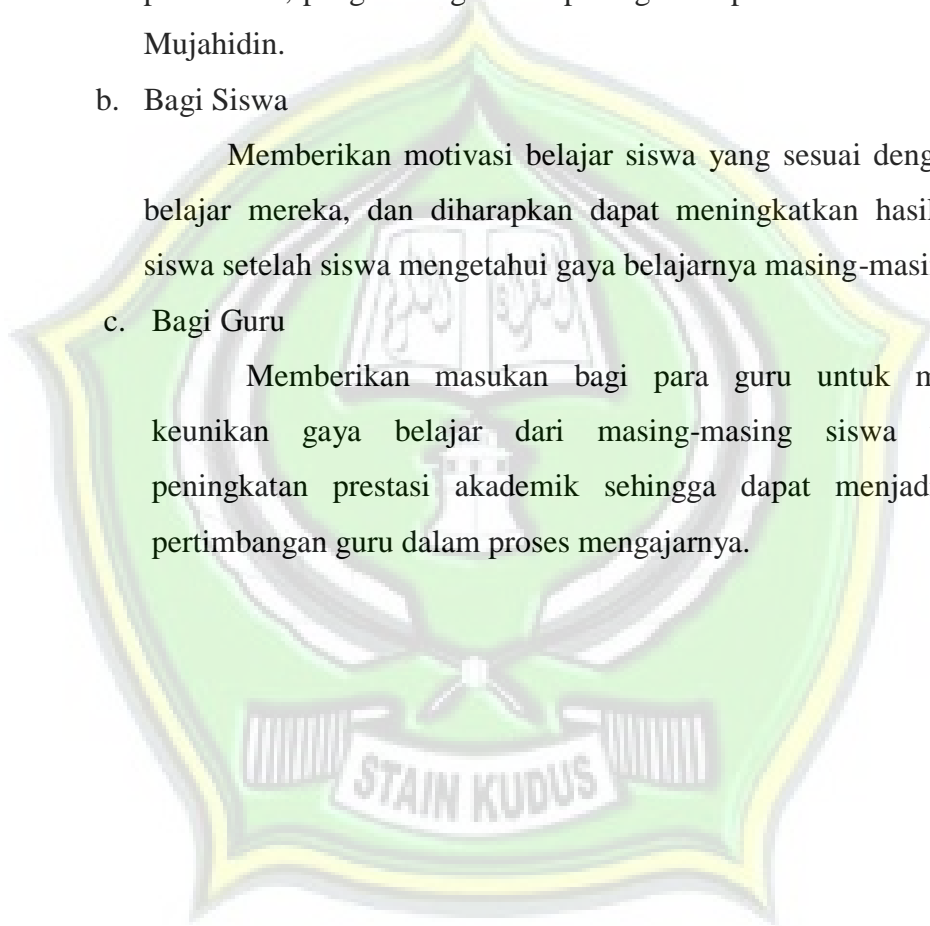 Mujahidin.
b. Bagi Siswa
Memberikan motivasi belajar siswa yang sesuai deng
belajar mereka, dan diharapkan dapat meningkatkan hasil
siswa setelah siswa mengetahui gaya belajarnya masing-masi
c. Bagi Guru
Memberikan masukan bagi para guru untuk m
keunikan gaya belajar dari masing-masing siswa
peningkatan prestasi akademik sehingga dapat menjad
pertimbangan guru dalam proses mengajarnya.
STAIN KUDUS